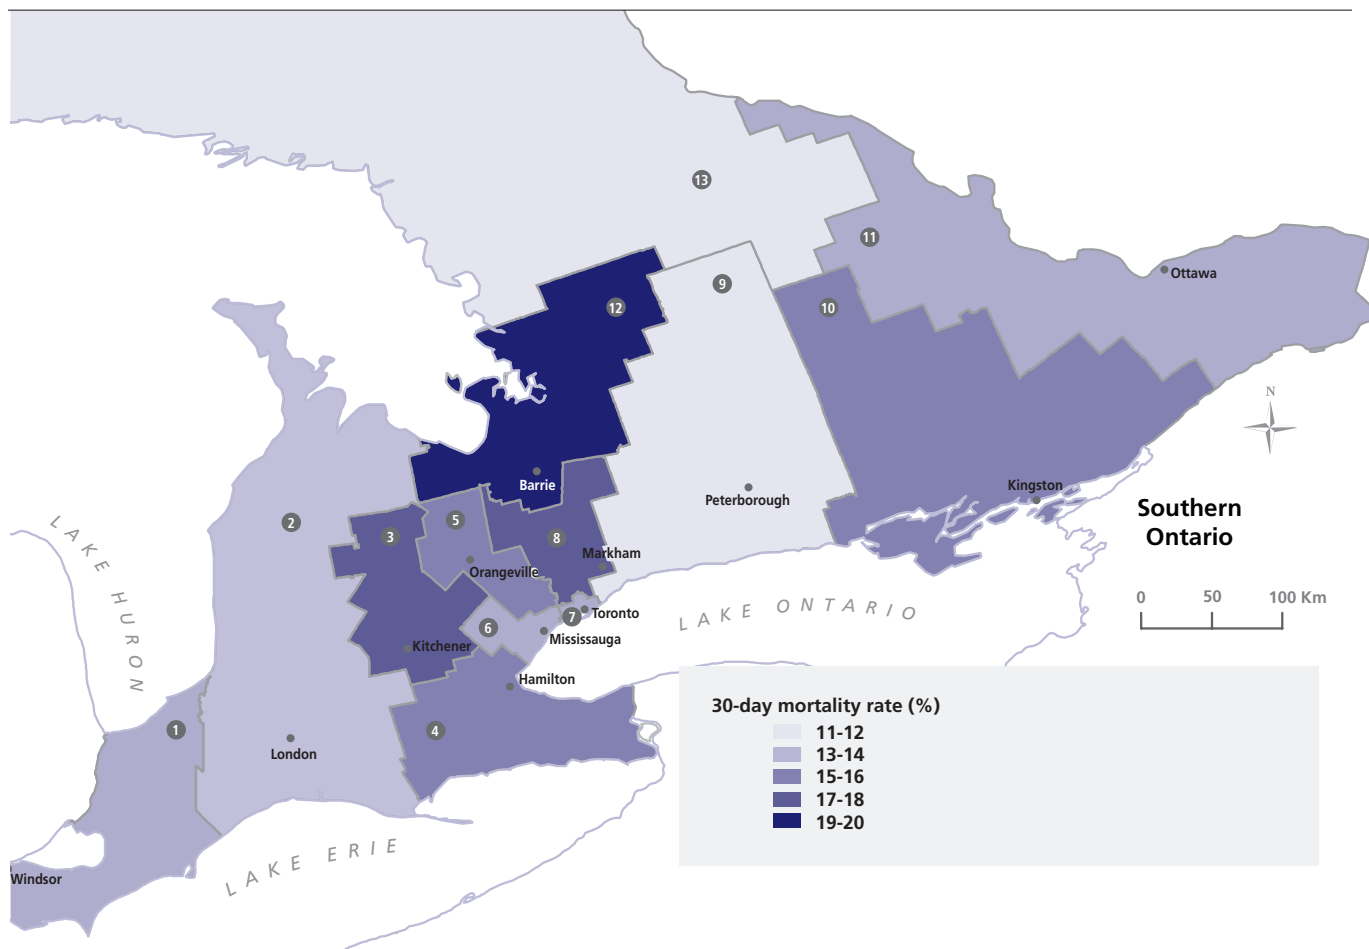 13
11
Ottawa
9
12
10
N
Barrie
Peterborough
Kingston
Southern
Ontario
2
5
3
8
Markham
Orangeville
LAKE HURON
0 50 100 Km
7
Toronto
LAKE ONTARIO
6
Mississauga
Kitchener
Hamilton
1
4
London
30-day mortality rate (%)
11-12
13-14
15-16
17-18
19-20
LAKE ERIE
Windsor